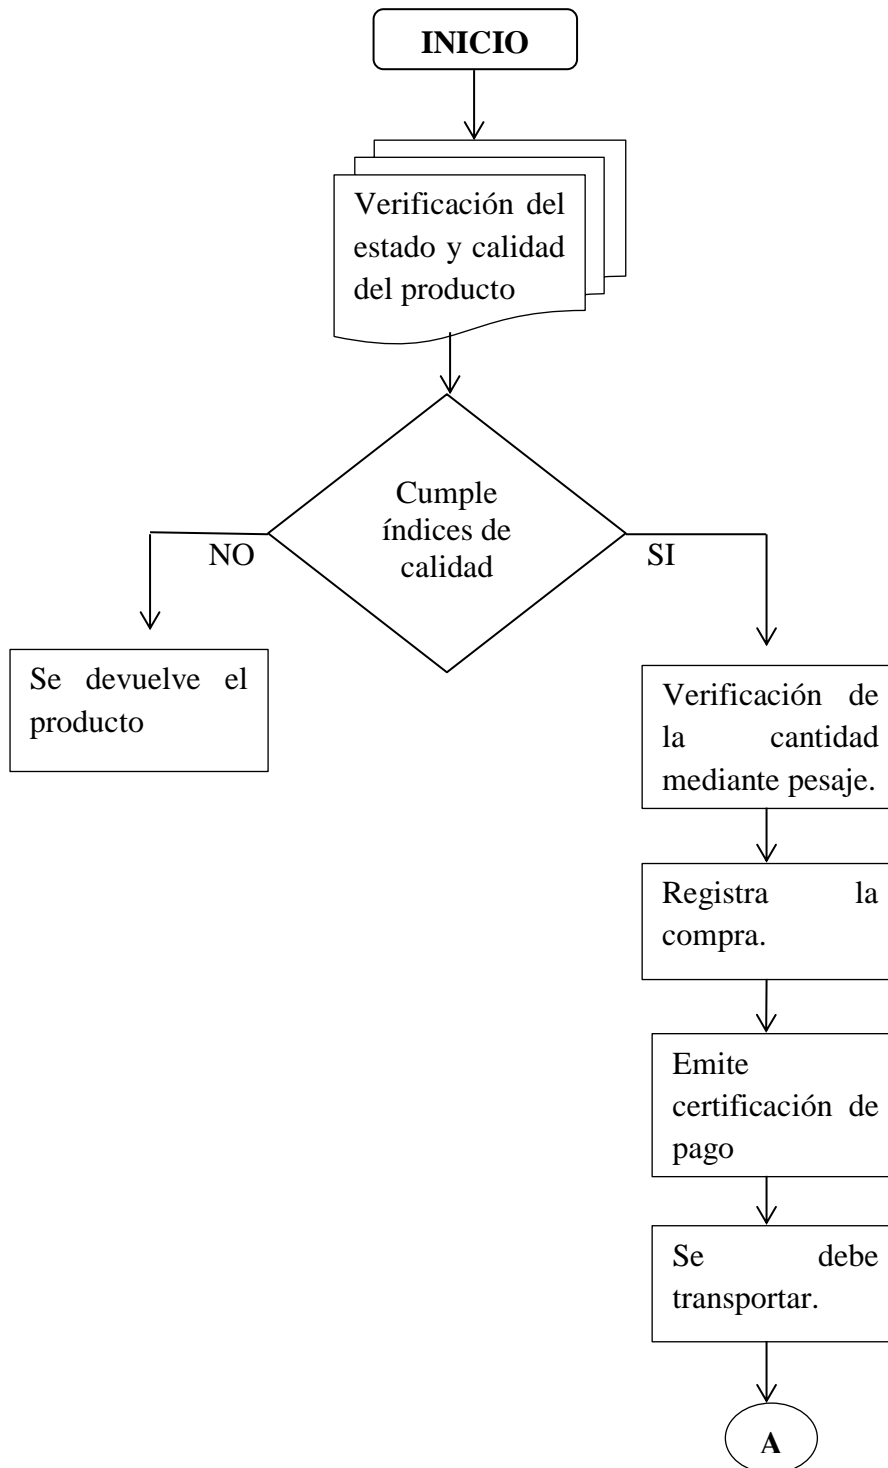 INICIO
Verificación del
estado y calidad
del producto
Cumple
índices de
calidad
NO
SI
Se devuelve el
producto
Verificación de
la cantidad
mediante pesaje.
Registra la
compra.
Emite
certificación de
pago
Se debe
transportar.
A